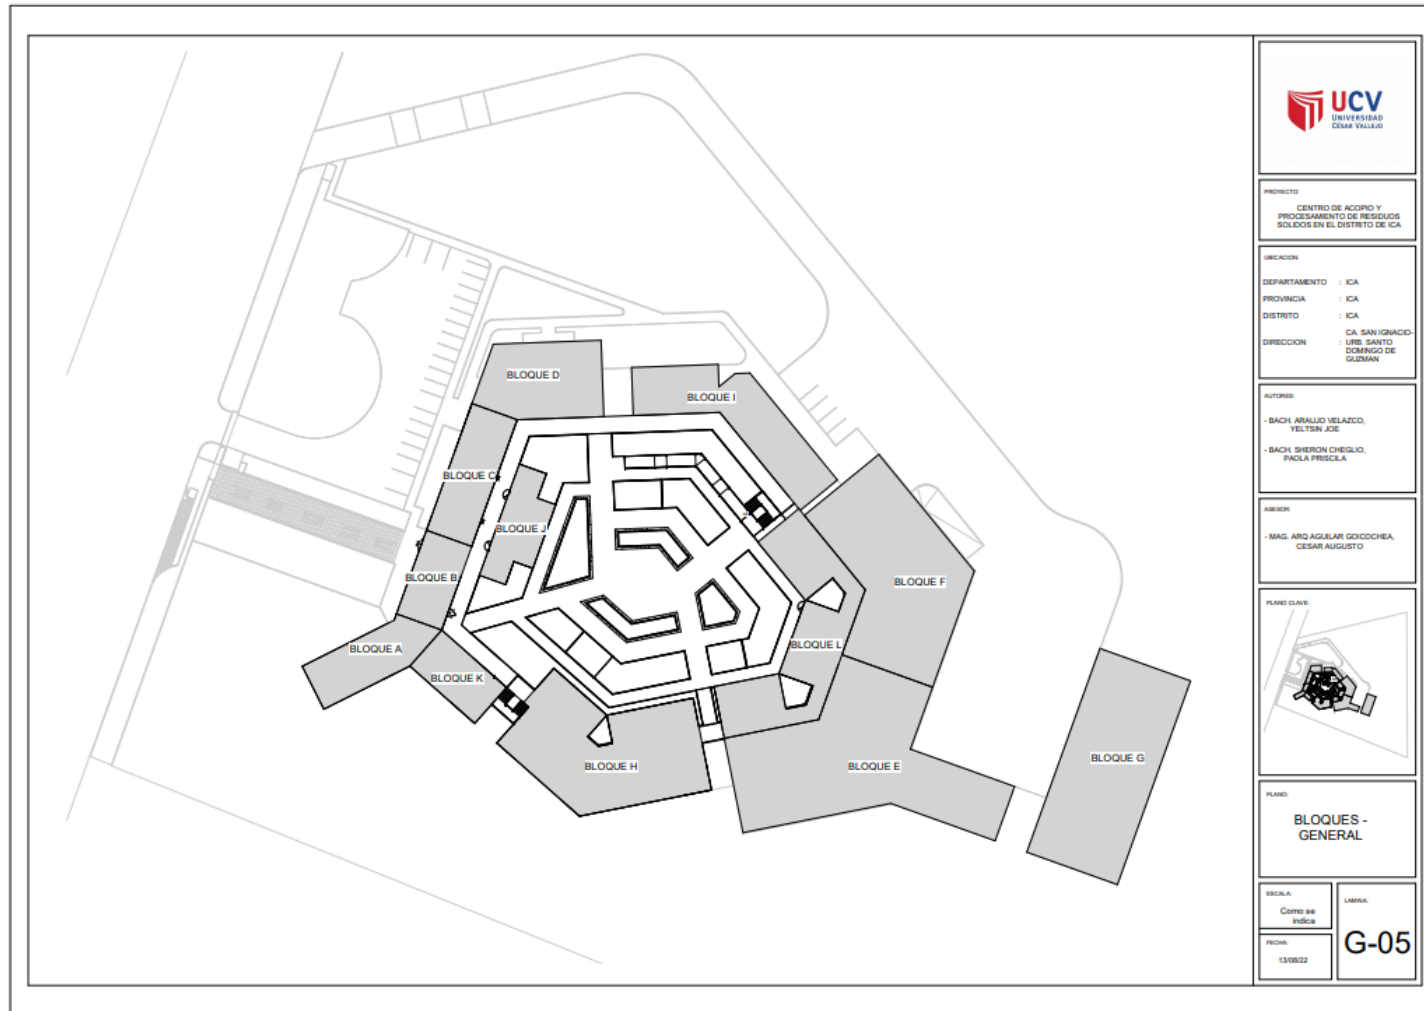 BLOQUE D
BLOQUE I
BLOQUE C
BLOQUE J
BLOQUE B
BLOQUE F
BLOQUE A
BLOQUE L
BLOQUE K
BLOQUE H
BLOQUE E
BLOQUE G
UCV
UNIVERSIDAD
CÉSAR VALLEJO
PROYECTO:
CENTRO DE ACOPIO Y
PROCESAMIENTO DE RESIDUOS
SOLIDOS EN EL DISTRITO DE ICA
UBICACION:
DEPARTAMENTO : ICA
PROVINCIA : ICA
DISTRITO : ICA
DIRECCION : CA. SAN IGNACIO-
URB. SANTO
DOMINGO DE
GUZMAN
AUTORES:
- BACH. ARAUJO VELAZCO,
YELTSIN JOE
- BACH. SHERON CHEGLIO,
PAOLA PRISCILA
ASESOR:
- MAG. ARQ AGUILAR GOICOCHEA,
CESAR AUGUSTO
PLANO CLAVE:
PLANO:
BLOQUES -
GENERAL
ESCALA:
Como se
indica
LAMINA:
G-05
FECHA:
13/08/22